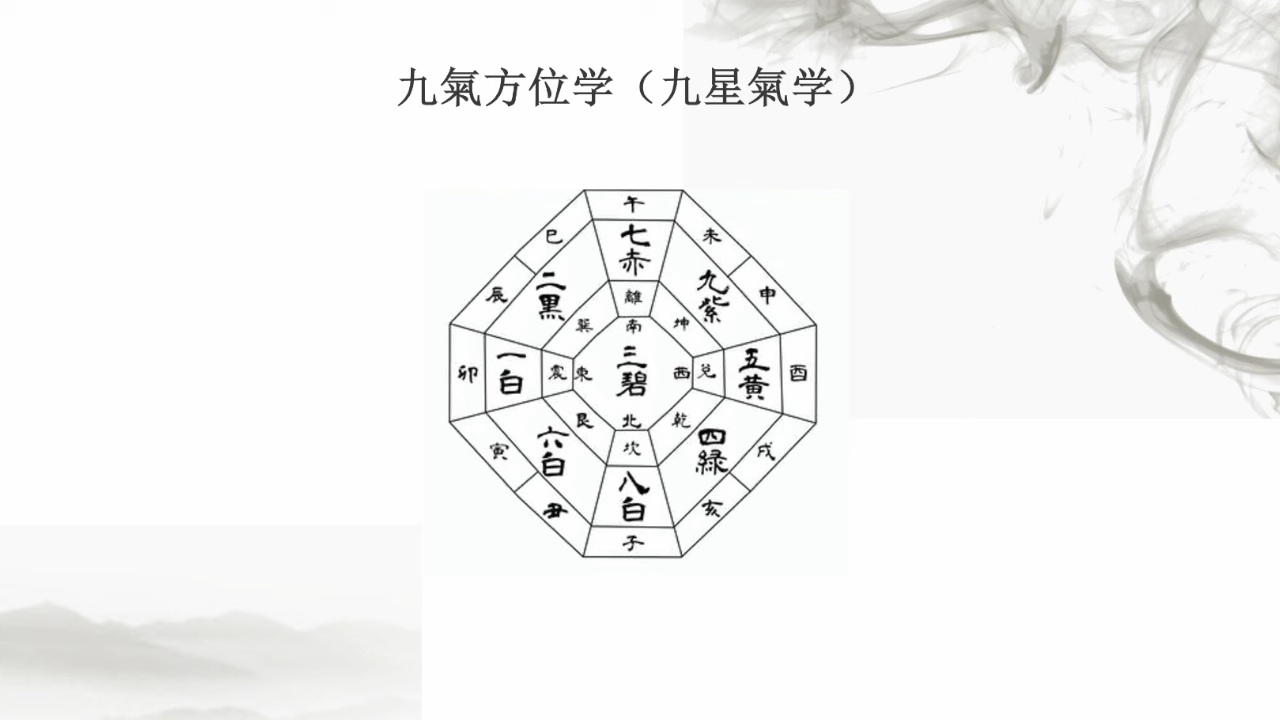 九氣方位学（九星氣学）
午
巳
七赤
未
辰
二黒
離
九紫
申
巽
南
坤
卯
一白
震
東
三碧
西
兌
五黄
酉
艮
北
乾
寅
六白
坎
四緑
戌
丑
八白
亥
子